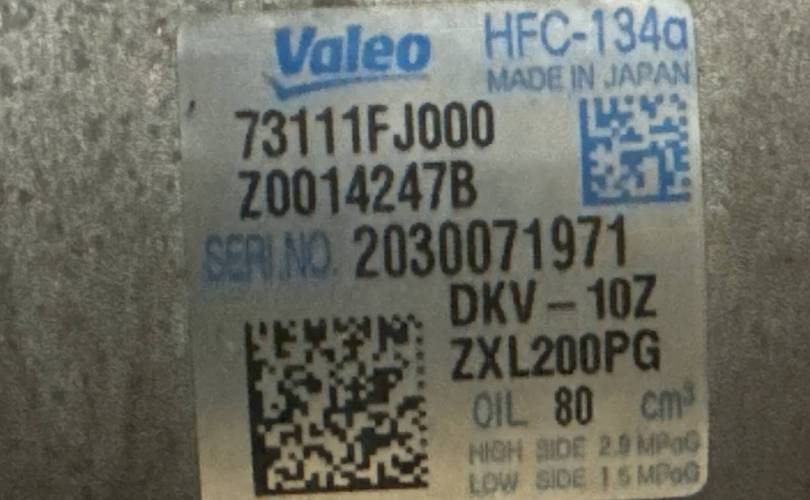 Valeo
HFC-134a
MADE IN JAPAN
73111FJ000
Z0014247B
SERI.NO. 2030071971
DKV-10Z
ZXL200PG
OIL 80 cm³
HIGH SIDE 2.9 MPaG
LOW SIDE 1.5 MPaG